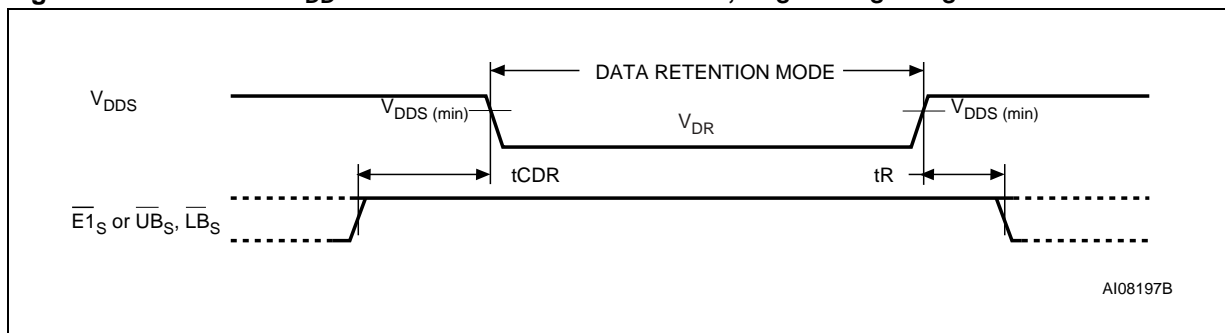 DATA RETENTION MODE
VDDS
VDDS (min)
VDR
VDDS (min)
tCDR
tR
E1S or UBS, LBS
AI08197B